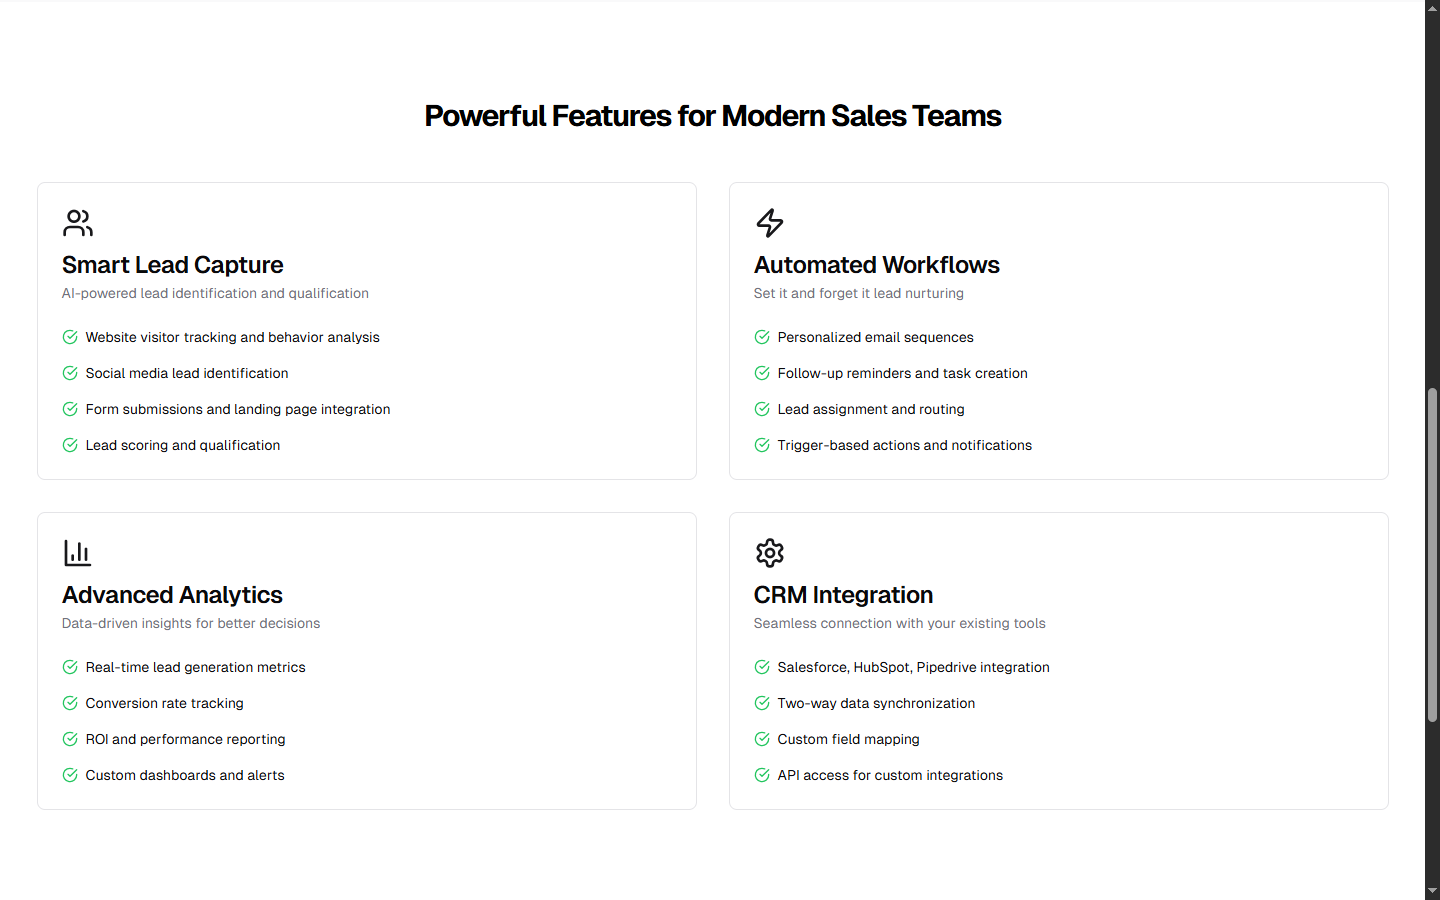 Powerful Features for Modern Sales Teams
Smart Lead Capture
AI-powered lead identification and qualification
Website visitor tracking and behavior analysis
Social media lead identification
Form submissions and landing page integration
Lead scoring and qualification
Automated Workflows
Set it and forget it lead nurturing
Personalized email sequences
Follow-up reminders and task creation
Lead assignment and routing
Trigger-based actions and notifications
Advanced Analytics
Data-driven insights for better decisions
Real-time lead generation metrics
Conversion rate tracking
ROI and performance reporting
Custom dashboards and alerts
CRM Integration
Seamless connection with your existing tools
Salesforce, HubSpot, Pipedrive integration
Two-way data synchronization
Custom field mapping
API access for custom integrations